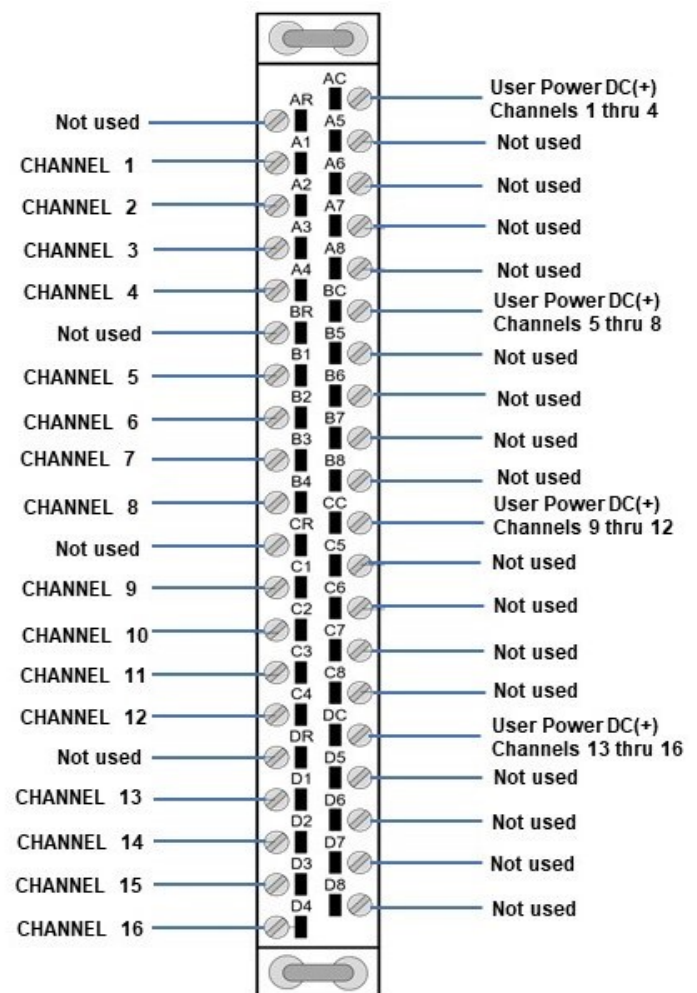 AC
User Power DC(+)
Channels 1 thru 4
AR
Not used
A5
Not used
A1
CHANNEL 1
A6
Not used
A2
CHANNEL 2
A7
Not used
A3
CHANNEL 3
A8
Not used
A4
CHANNEL 4
BC
User Power DC(+)
Channels 5 thru 8
BR
Not used
B5
Not used
B1
CHANNEL 5
B6
Not used
B2
CHANNEL 6
B7
Not used
B3
CHANNEL 7
B8
Not used
B4
CHANNEL 8
CC
User Power DC(+)
Channels 9 thru 12
CR
Not used
C5
Not used
C1
CHANNEL 9
C6
Not used
C2
CHANNEL 10
C7
Not used
C3
CHANNEL 11
C8
Not used
C4
CHANNEL 12
DC
User Power DC(+)
Channels 13 thru 16
DR
Not used
D5
Not used
D1
CHANNEL 13
D6
Not used
D2
CHANNEL 14
D7
Not used
D3
CHANNEL 15
D8
Not used
D4
CHANNEL 16